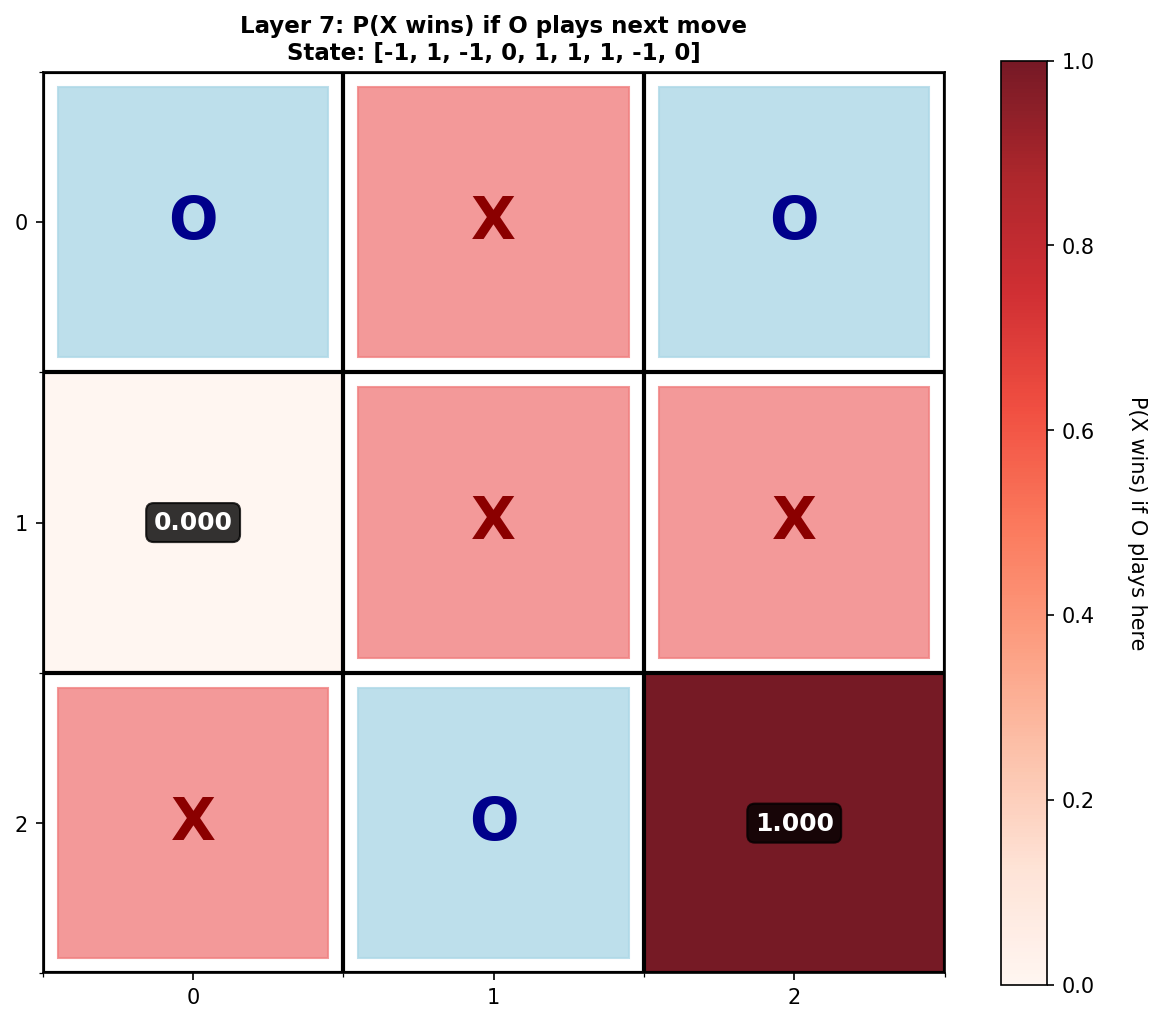 Layer 7: P(X wins) if O plays next move
State: [-1, 1, -1, 0, 1, 1, 1, -1, 0]
O
X
O
0
0.000
X
X
1
X
O
1.000
2
0
1
2
1.0
0.8
0.6
0.4
0.2
0.0
P(X wins) if O plays here